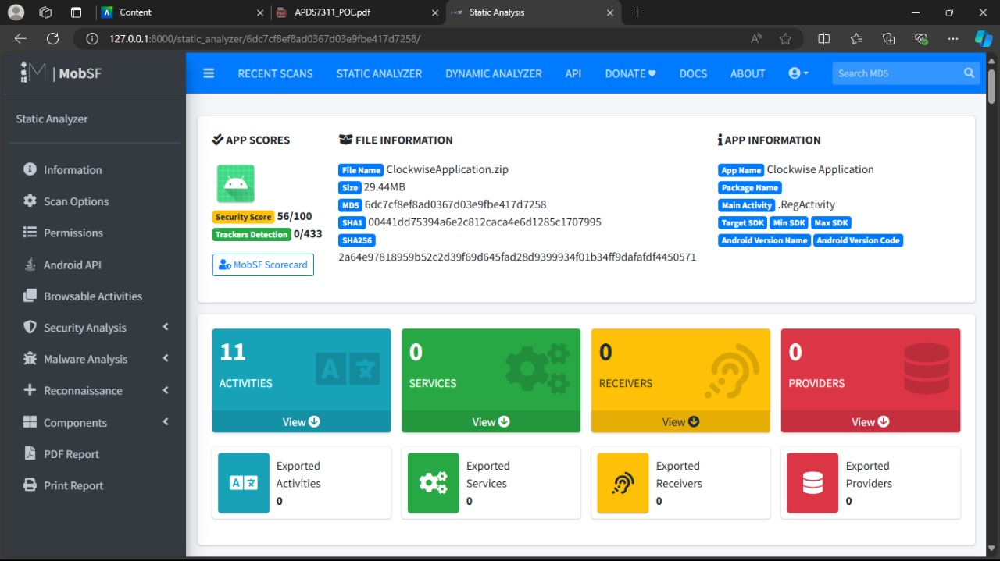 Content
APDS7311_POE.pdf
Static Analysis
127.0.0.1:8000/static_analyzer/6dc7cf8ef8ad0367d03e9fbe417d7258/
M | MobSF
RECENT SCANS
STATIC ANALYZER
DYNAMIC ANALYZER
API
DONATE ♥
DOCS
ABOUT
Search MD5
Static Analyzer
Information
Scan Options
Permissions
Android API
Browsable Activities
Security Analysis
Malware Analysis
Reconnaissance
Components
PDF Report
Print Report
APP SCORES
Security Score 56/100
Trackers Detection 0/433
MobSF Scorecard
FILE INFORMATION
File Name ClockwiseApplication.zip
Size 29.44MB
MD5 6dc7cf8ef8ad0367d03e9fbe417d7258
SHA1 00441dd75394a6e2c812caca4e6d1285c1707995
SHA256
2a64e97818959b52c2d39f69d645fad28d9399934f01b34ff9dafafdf4450571
APP INFORMATION
App Name Clockwise Application
Package Name
Main Activity .RegActivity
Target SDK Min SDK Max SDK
Android Version Name Android Version Code
11
ACTIVITIES
View
0
SERVICES
View
0
RECEIVERS
View
0
PROVIDERS
View
Exported
Activities
0
Exported
Services
0
Exported
Receivers
0
Exported
Providers
0